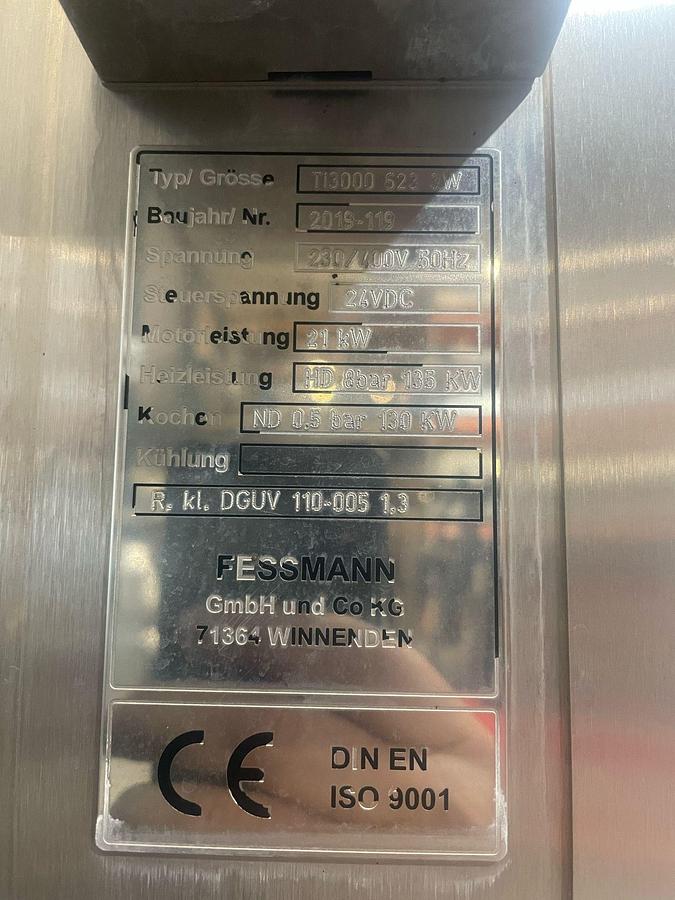 Typ/ Grösse TI3000 623 3W
Baujahr/ Nr. 2019-119
Spannung 230/400V 50Hz
Steuerspannung 24VDC
Motorleistung 21 kW
Heizleistung HD 8bar 135 KW
Kochen ND 0.5 bar 130 KW
Kühlung
R. kl. DGUV 110-005 1.3
FESSMANN
GmbH und Co KG
71364 WINNENDEN
CE
DIN EN
ISO 9001